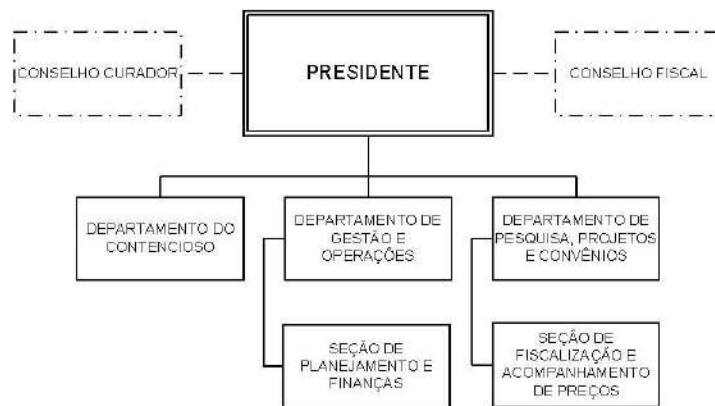 CONSELHO CURADOR
PRESIDENTE
CONSELHO FISCAL
DEPARTAMENTO DO
CONTENCIOSO
DEPARTAMENTO DE
GESTÃO E
OPERAÇÕES
DEPARTAMENTO DE
PESQUISA, PROJETOS
E CONVÊNIOS
SEÇÃO DE
PLANEJAMENTO E
FINANÇAS
SEÇÃO DE
FISCALIZAÇÃO E
ACOMPANHAMENTO
DE PREÇOS